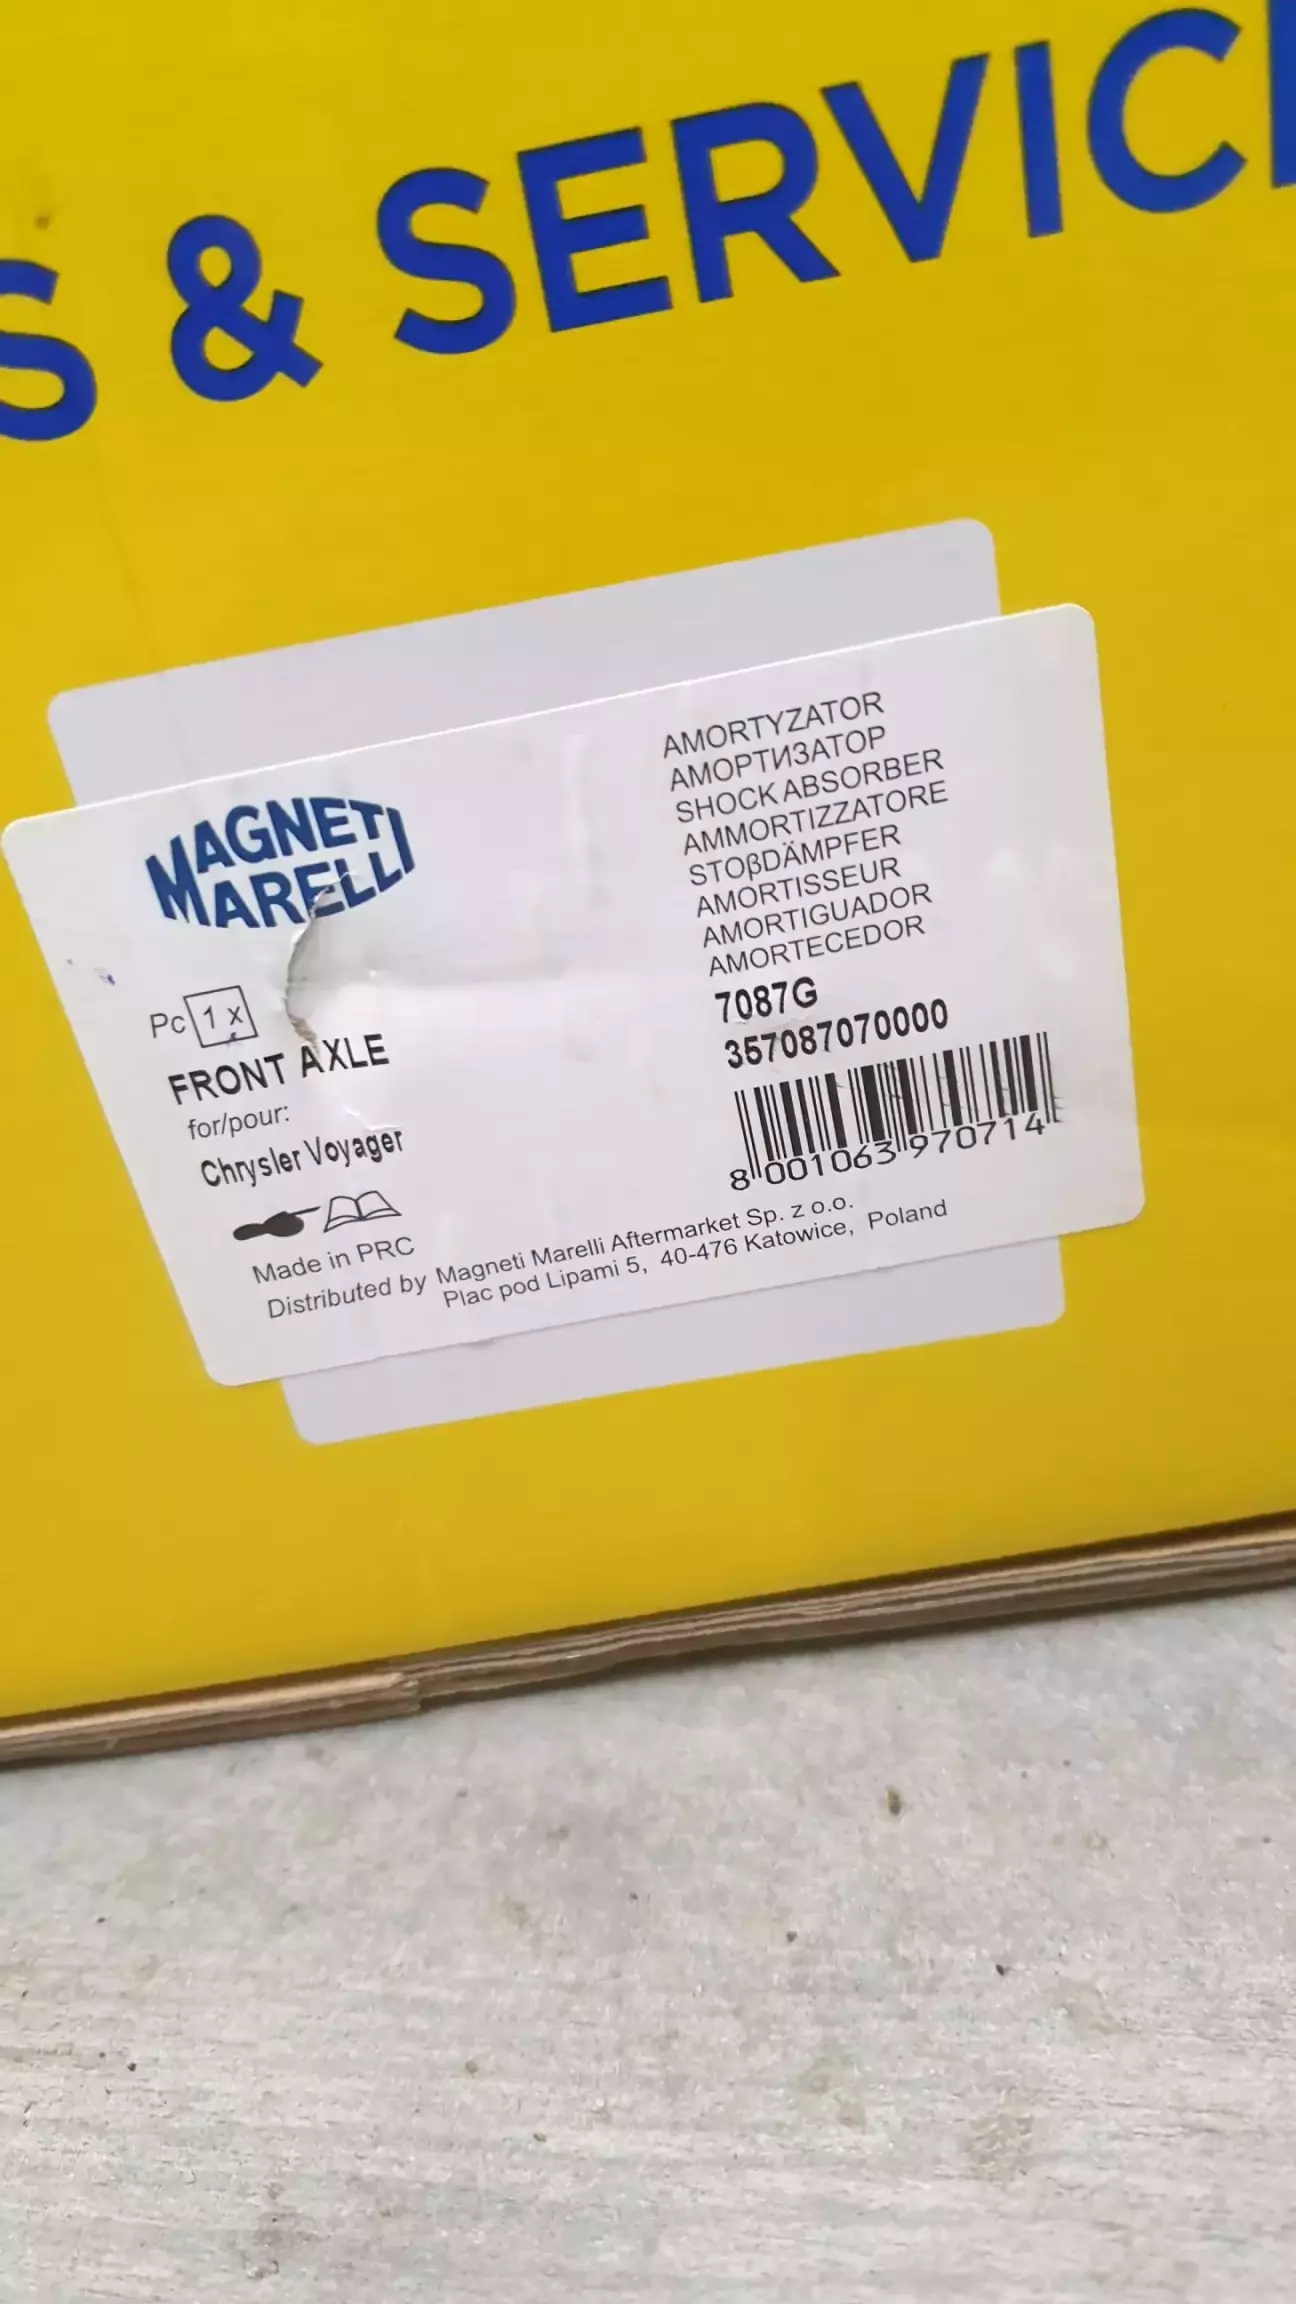 S & SERVIC
MAGNETI
MARELLI
Pc 1 x
FRONT AXLE
for/pour:
Chrysler Voyager
Made in PRC
Distributed by Magneti Marelli Aftermarket Sp. z o.o.
Plac pod Lipami 5, 40-476 Katowice, Poland
AMORTYZATOR
АМОРТИЗАТОР
SHOCK ABSORBER
AMMORTIZZATORE
STOβDÄMPFER
AMORTISSEUR
AMORTIGUADOR
AMORTECEDOR
7087G
357087070000
8 001063 970714